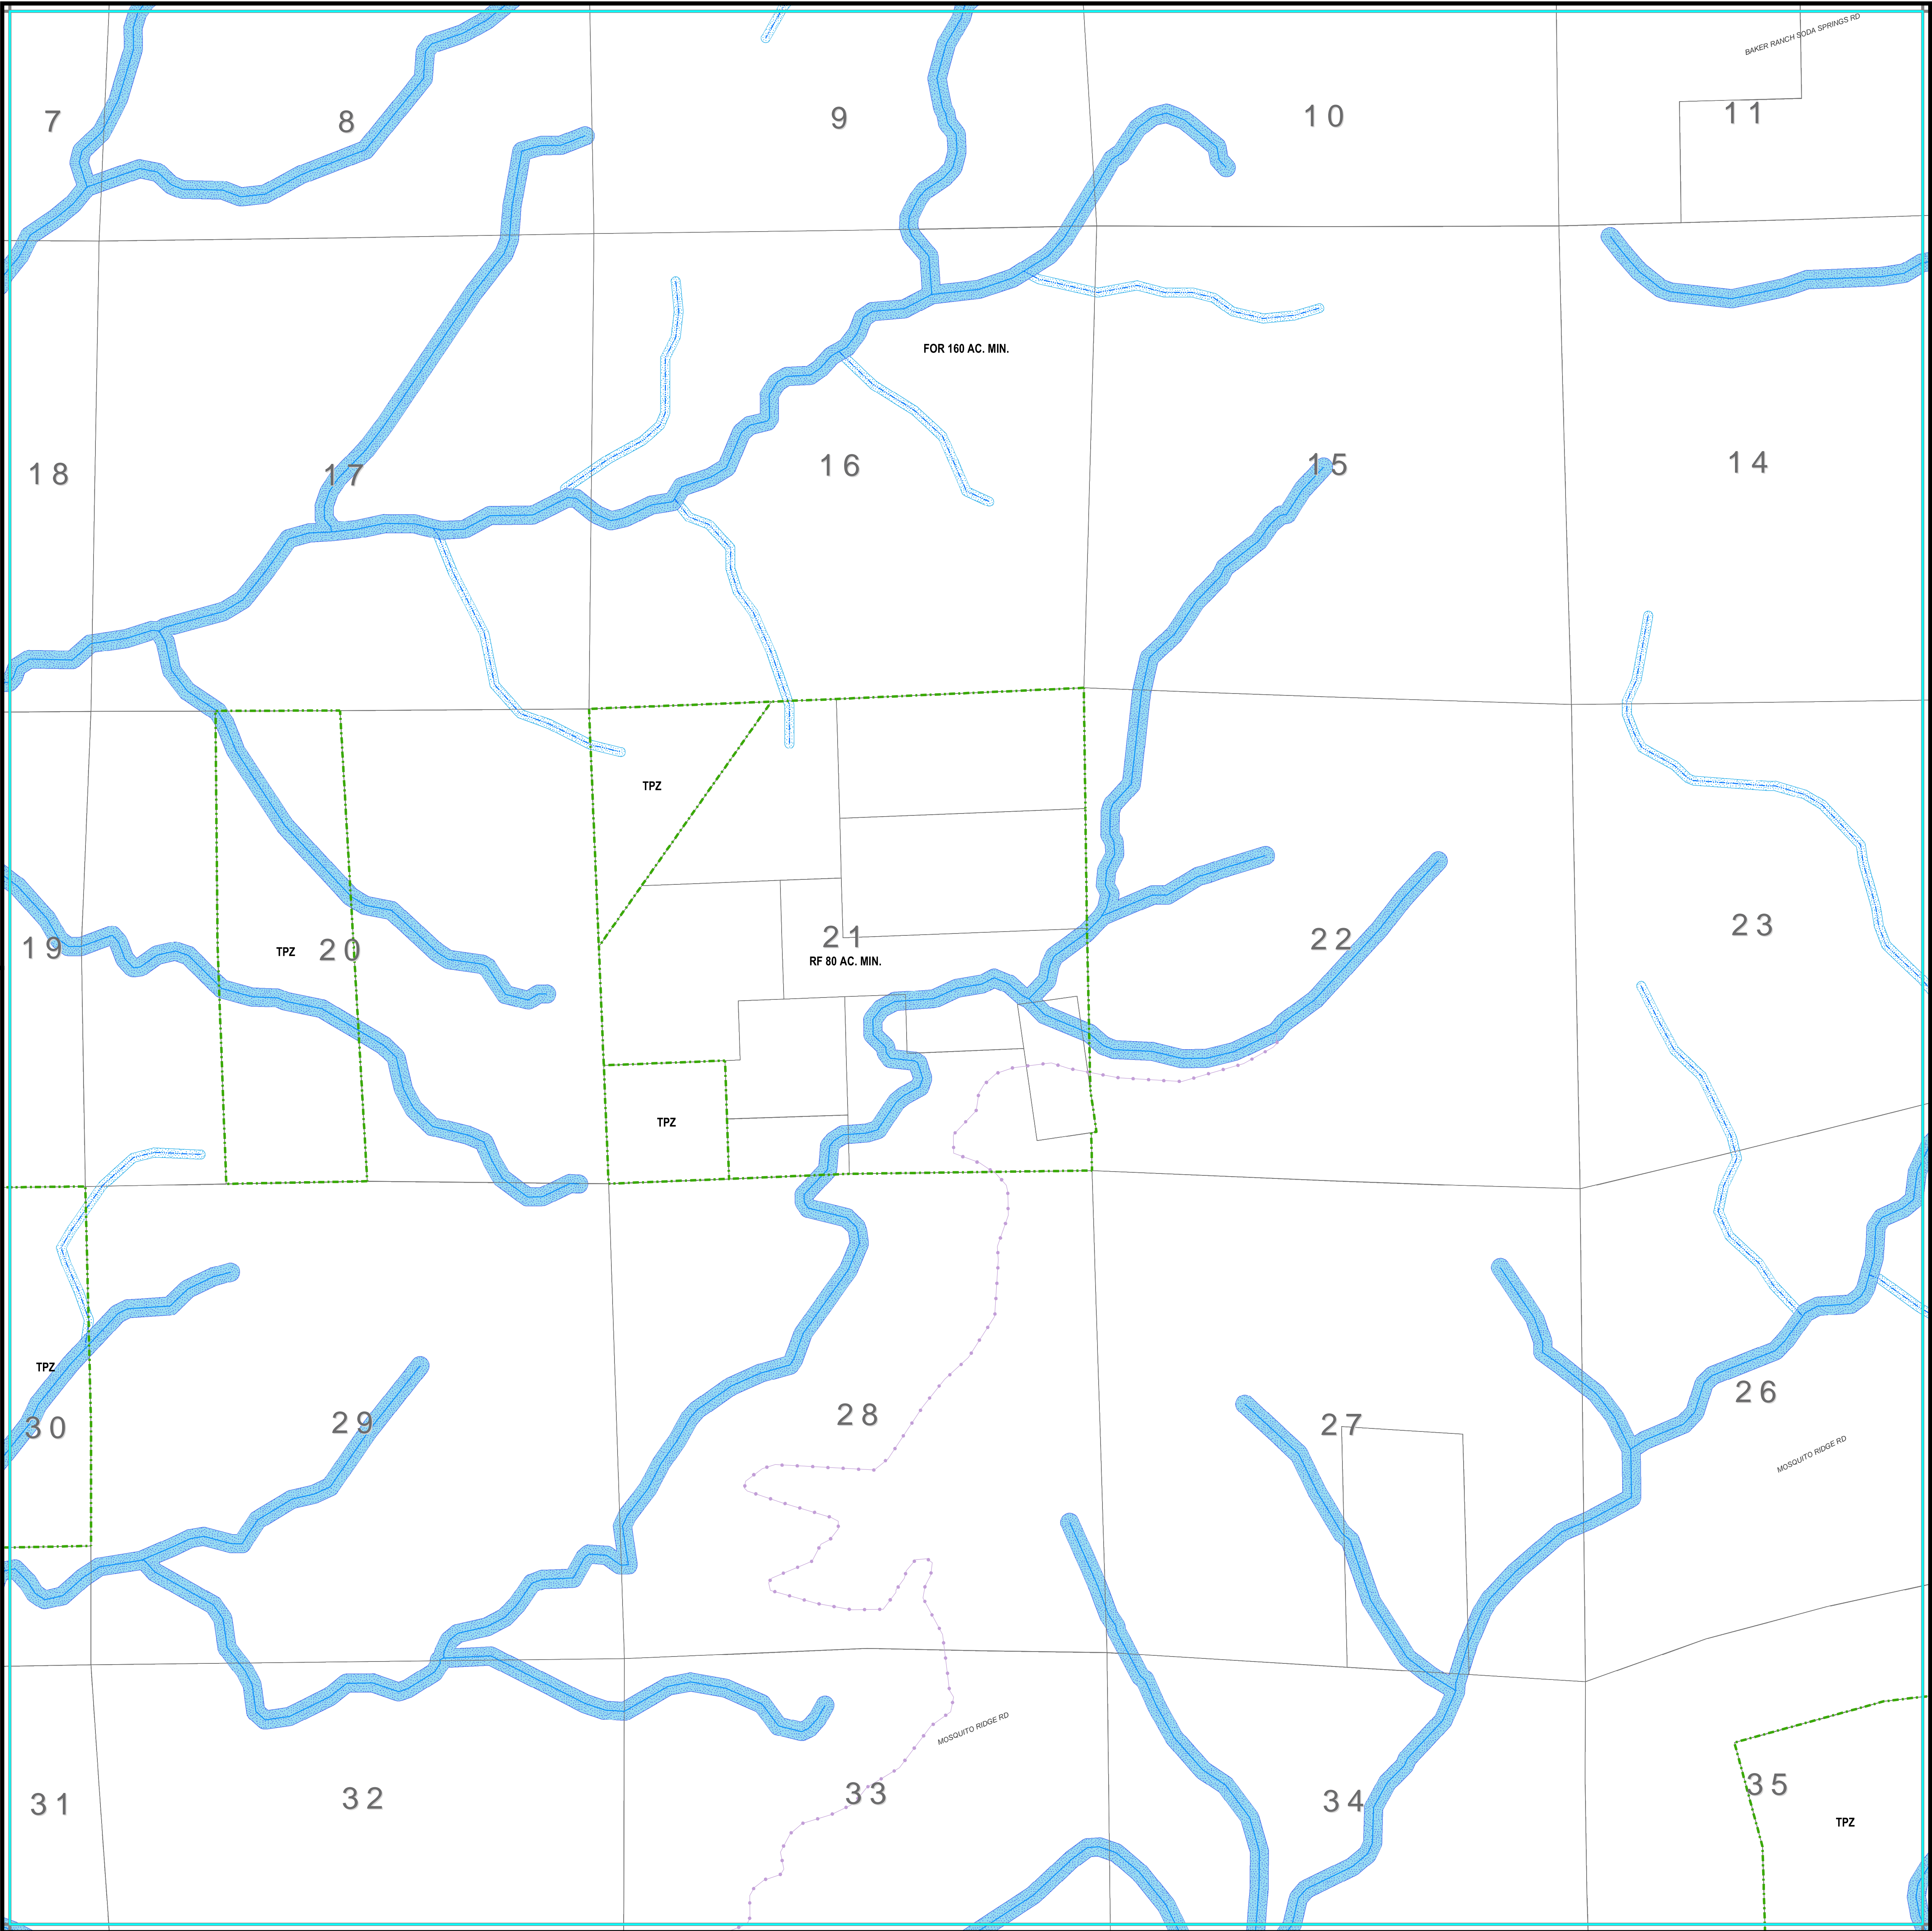 BAKER RANCH SODA SPRINGS RD
7
8
9
10
11
FOR 160 AC. MIN.
18
17
16
15
14
TPZ
19
TPZ
20
21
22
23
RF 80 AC. MIN.
TPZ
TPZ
30
29
28
27
26
MOSQUITO RIDGE RD
MOSQUITO RIDGE RD
31
32
33
34
35
TPZ